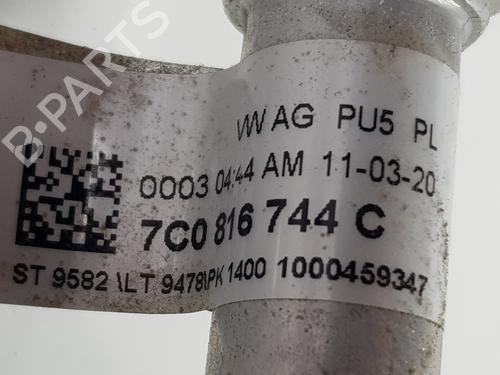 B-PARTS
VW AG PU5 PL
0003 04:44 AM 11-03-20
7C0 816 744 C
ST 9582 \LT 9478\PK 1400 1000459347